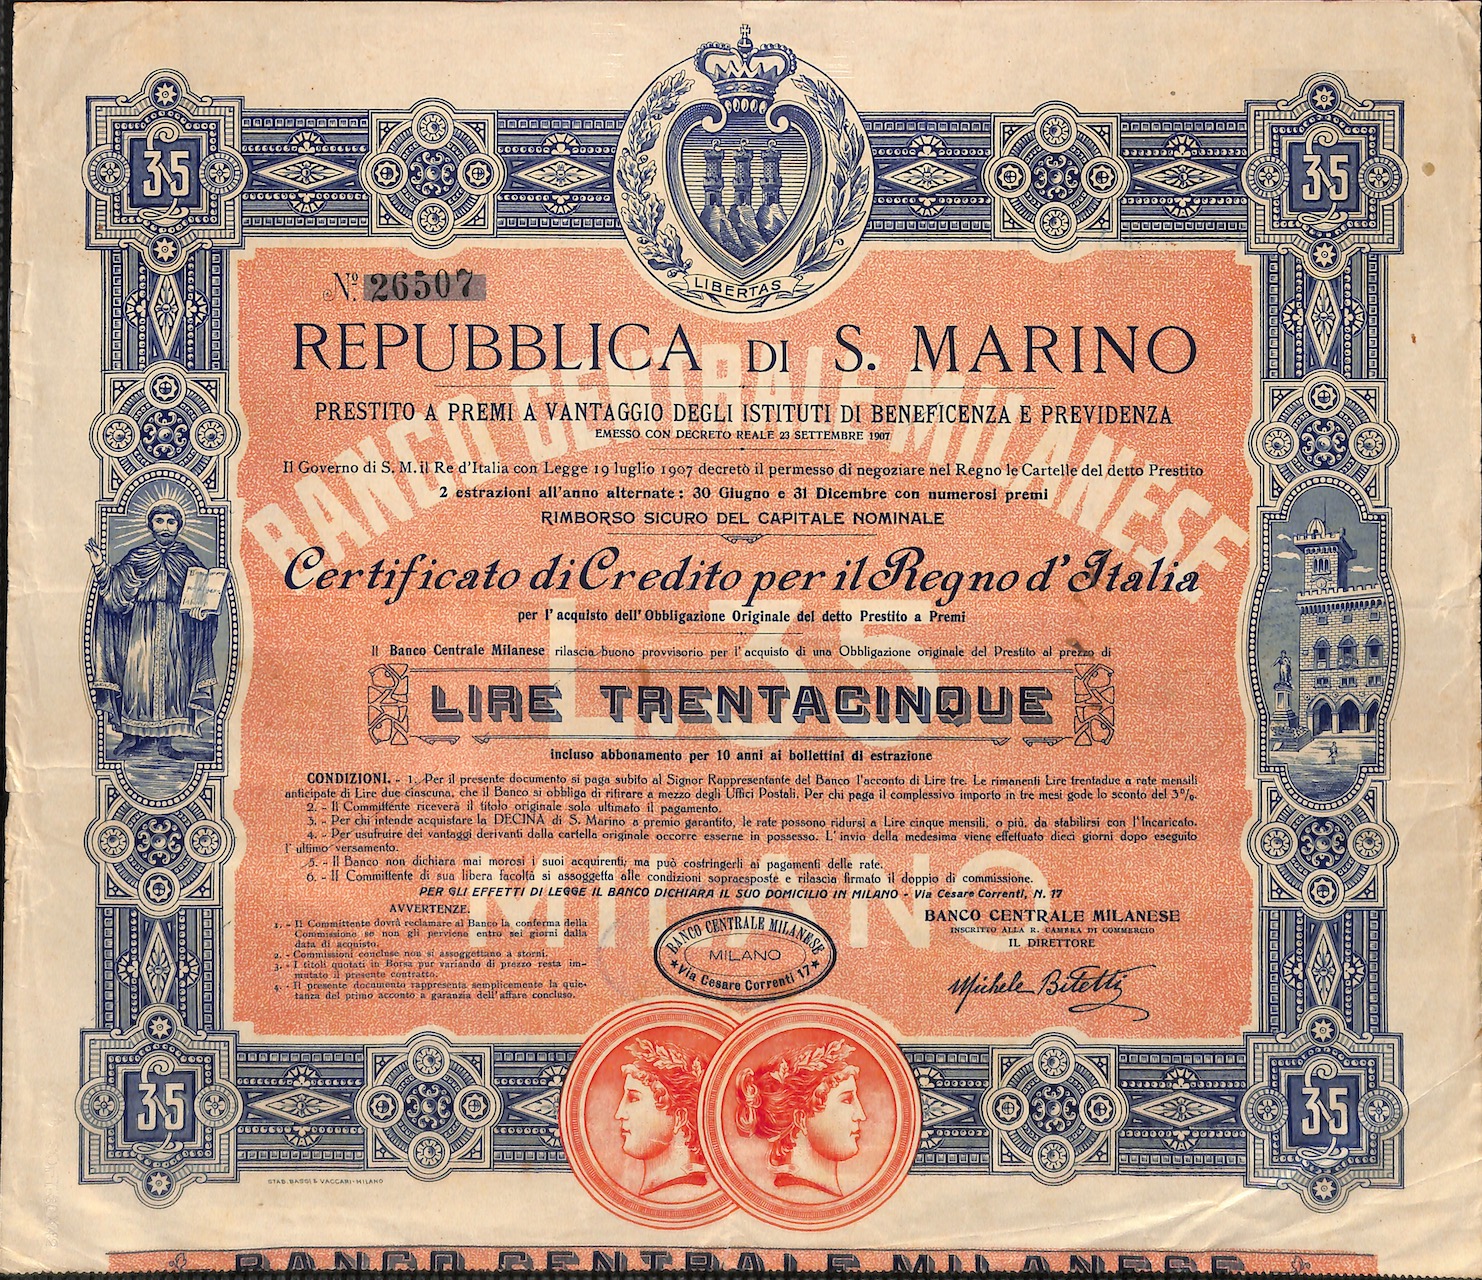 LIBERTAS
35
35
Nº. 26507
REPUBBLICA DI S. MARINO
PRESTITO A PREMI A VANTAGGIO DEGLI ISTITUTI DI BENEFICENZA E PREVIDENZA
EMESSO CON DECRETO REALE 23 SETTEMBRE 1907
BANCO CENTRALE MILANESE
Il Governo di S. M. il Re d'Italia con Legge 19 luglio 1907 decretò il permesso di negoziare nel Regno le Cartelle del detto Prestito
2 estrazioni all'anno alternate: 30 Giugno e 31 Dicembre con numerosi premi
RIMBORSO SICURO DEL CAPITALE NOMINALE
Certificato di Credito per il Regno d'Italia
per l'acquisto dell'Obbligazione Originale del detto Prestito a Premi
L. 35
Il Banco Centrale Milanese rilascia buono provvisorio per l'acquisto di una Obbligazione originale del Prestito al prezzo di
LIRE TRENTACINQUE
incluso abbonamento per 10 anni ai bollettini di estrazione
CONDIZIONI. - 1. Per il presente documento si paga subito al Signor Rappresentante del Banco l'acconto di Lire tre. Le rimanenti Lire trentadue a rate mensili
anticipate di Lire due ciascuna, che il Banco si obbliga di ritirare a mezzo degli Uffici Postali. Per chi paga il complessivo importo in tre mesi gode lo sconto del 3%.
2. - Il Committente riceverà il titolo originale solo ultimato il pagamento.
3. - Per chi intende acquistare la DECINA di S. Marino a premio garantito, le rate possono ridursi a Lire cinque mensili, o più, da stabilirsi con l'Incaricato.
4. - Per usufruire dei vantaggi derivanti dalla cartella originale occorre esserne in possesso. L'invio della medesima viene effettuato dieci giorni dopo eseguito
l'ultimo versamento.
5. - Il Banco non dichiara mai morosi i suoi acquirenti, ma può costringerli ai pagamenti delle rate.
6. - Il Committente di sua libera facoltà si assoggetta alle condizioni sopraesposte e rilascia firmato il doppio di commissione.
PER GLI EFFETTI DI LEGGE IL BANCO DICHIARA IL SUO DOMICILIO IN MILANO - Via Cesare Correnti, N. 17
MILANO
AVVERTENZE.
1. - Il Committente dovrà reclamare al Banco la conferma della
Commissione se non gli perviene entro sei giorni dalla
data di acquisto.
2. - Commissioni concluse non si assoggettano a storni.
3. - I titoli quotati in Borsa pur variando di prezzo resta im-
mutato il presente contratto.
4. - Il presente documento rappresenta semplicemente la quie-
tanza del primo acconto a garanzia dell'affare concluso.
BANCO CENTRALE MILANESE
MILANO
★ Via Cesare Correnti 17 ★
BANCO CENTRALE MILANESE
INSCRITTO ALLA R. CAMERA DI COMMERCIO
IL DIRETTORE
Michele Bitetti
35
35
STAB. BASSI & VACCARI-MILANO
BANCO CENTRALE MILANESE